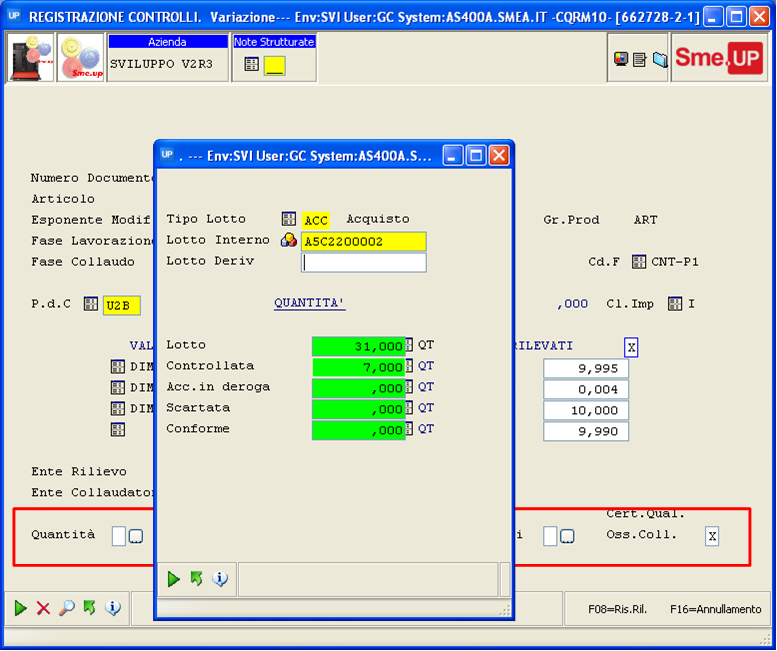 UP REGISTRAZIONE CONTROLLI. Variazione--- Env:SVI User:GC System:AS400A.SMEA.IT -CQRM10- [662728-2-1]
Sme.up
Sme.up
Azienda
SVILUPPO V2R3
Note Strutturate
Sme.UP
UP . --- Env:SVI User:GC System:AS400A.S...
Numero Documento
Articolo
Esponente Modif
Gr.Prod ART
Fase Lavorazione
Fase Collaudo
Cd.F CNT-P1
P.d.C U2B
,000 Cl.Imp I
Tipo Lotto ACC Acquisto
Lotto Interno A5C2200002
Lotto Deriv
QUANTITA'
Lotto 31,000 QT
Controllata 7,000 QT
Acc.in deroga ,000 QT
Scartata ,000 QT
Conforme ,000 QT
VAL
RILEVATI X
DIM 9,995
DIM 0,004
DIM 10,000
9,990
Ente Rilievo
Ente Collaudator
Cert.Qual.
Quantità
i
Oss.Coll. X
F08=Ris.Ril. F16=Annullamento